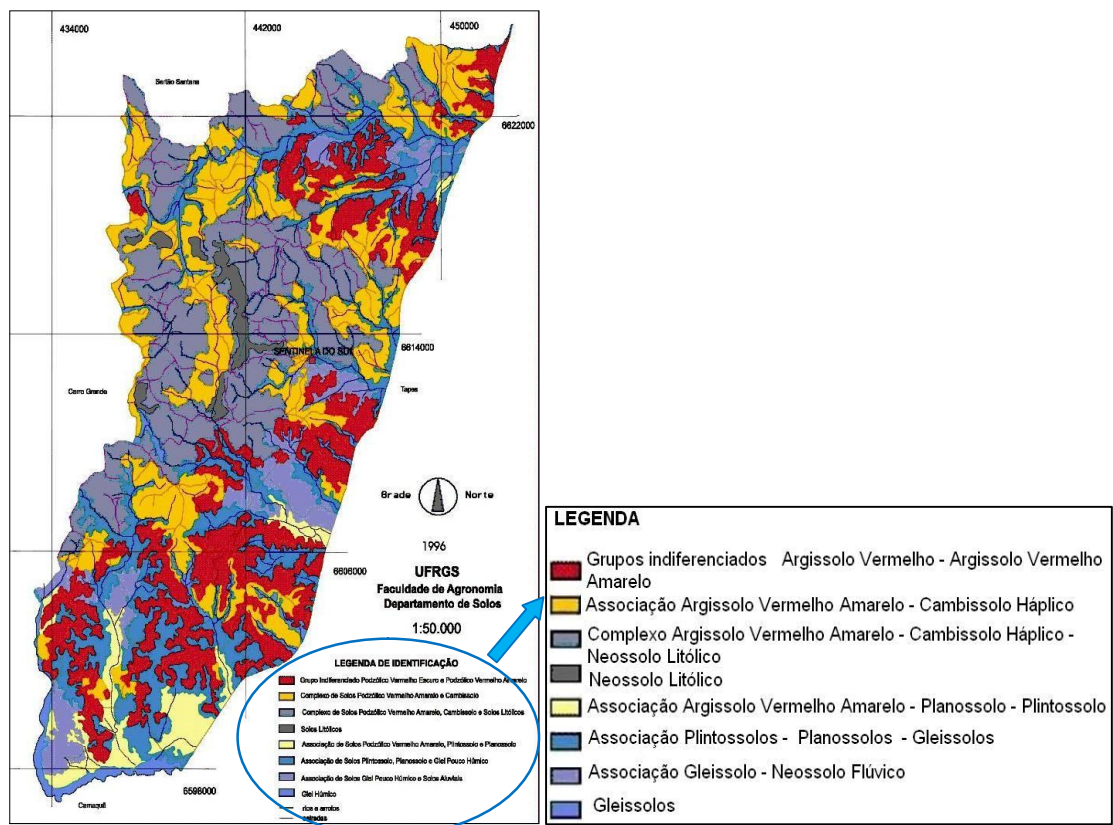 434000
442000
450000
Sertão Santana
6622000
6614000
SENTINELA DO SUL
Cerro Grande
Tapes
Grade Norte
1996
6606000
UFRGS
Faculdade de Agronomia
Departamento de Solos
1:50.000
LEGENDA DE IDENTIFICAÇÃO
Grupo Indiferenciado Podzólico Vermelho Escuro e Podzólico Vermelho Amarelo
Complexo de Solos Podzólico Vermelho Amarelo e Cambissolo
Complexo de Solos Podzólico Vermelho Amarelo, Cambissolo e Solos Litólicos
Solos Litólicos
Associação de Solos Podzólico Vermelho Amarelo, Plintossolo e Planossolo
Associação de Solos Plintossolo, Planossolo e Glei Pouco Húmico
Associação de Solos Glei Pouco Húmico e Solos Aluviais
Glei Húmico
rios e arroios
estradas
6598000
Camaquã
LEGENDA
Grupos indiferenciados Argissolo Vermelho - Argissolo Vermelho
Amarelo
Associação Argissolo Vermelho Amarelo - Cambissolo Háplico
Complexo Argissolo Vermelho Amarelo - Cambissolo Háplico -
Neossolo Litólico
Neossolo Litólico
Associação Argissolo Vermelho Amarelo - Planossolo - Plintossolo
Associação Plintossolos - Planossolos - Gleissolos
Associação Gleissolo - Neossolo Flúvico
Gleissolos